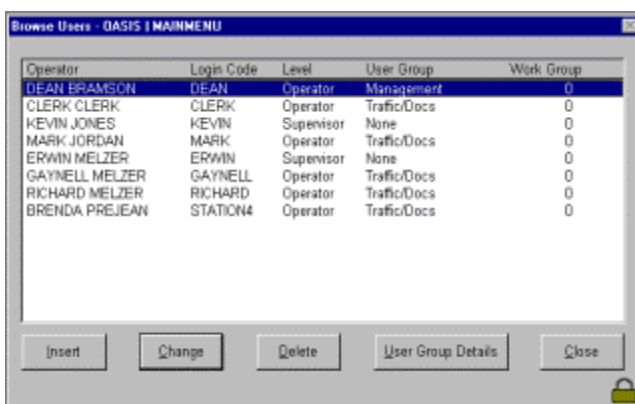 Browse Users - OASIS | MAINMENU
Operator Login Code Level User Group Work Group
DEAN BRAMSON DEAN Operator Management 0
CLERK CLERK CLERK Operator Traffic/Docs 0
KEVIN JONES KEVIN Supervisor None 0
MARK JORDAN MARK Operator Traffic/Docs 0
ERWIN MELZER ERWIN Supervisor None 0
GAYNELL MELZER GAYNELL Operator Traffic/Docs 0
RICHARD MELZER RICHARD Operator Traffic/Docs 0
BRENDA PREJEAN STATION4 Operator Traffic/Docs 0
Insert Change Delete User Group Details Close